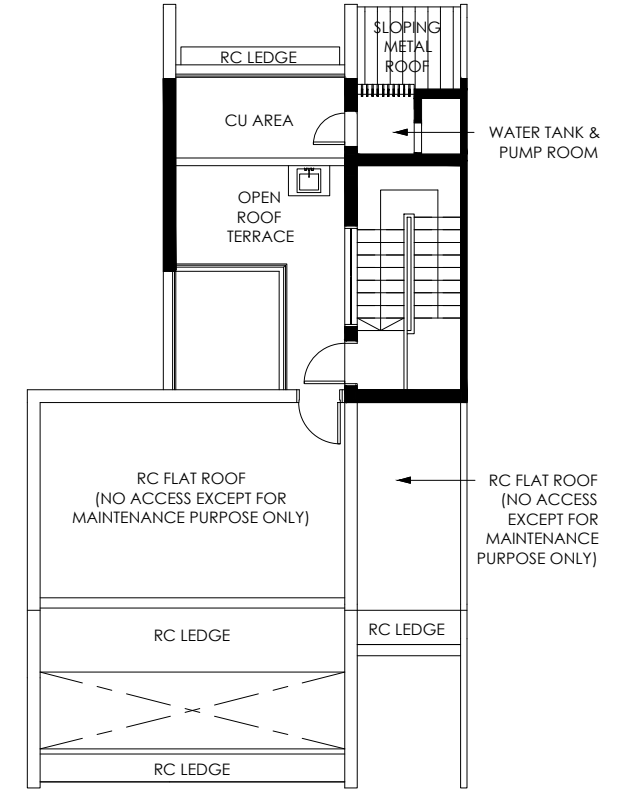 SLOPING
METAL
ROOF
RC LEDGE
CU AREA
WATER TANK &
PUMP ROOM
OPEN
ROOF
TERRACE
RC FLAT ROOF
(NO ACCESS EXCEPT FOR
MAINTENANCE PURPOSE ONLY)
RC FLAT ROOF
(NO ACCESS
EXCEPT FOR
MAINTENANCE
PURPOSE ONLY)
RC LEDGE
RC LEDGE
RC LEDGE